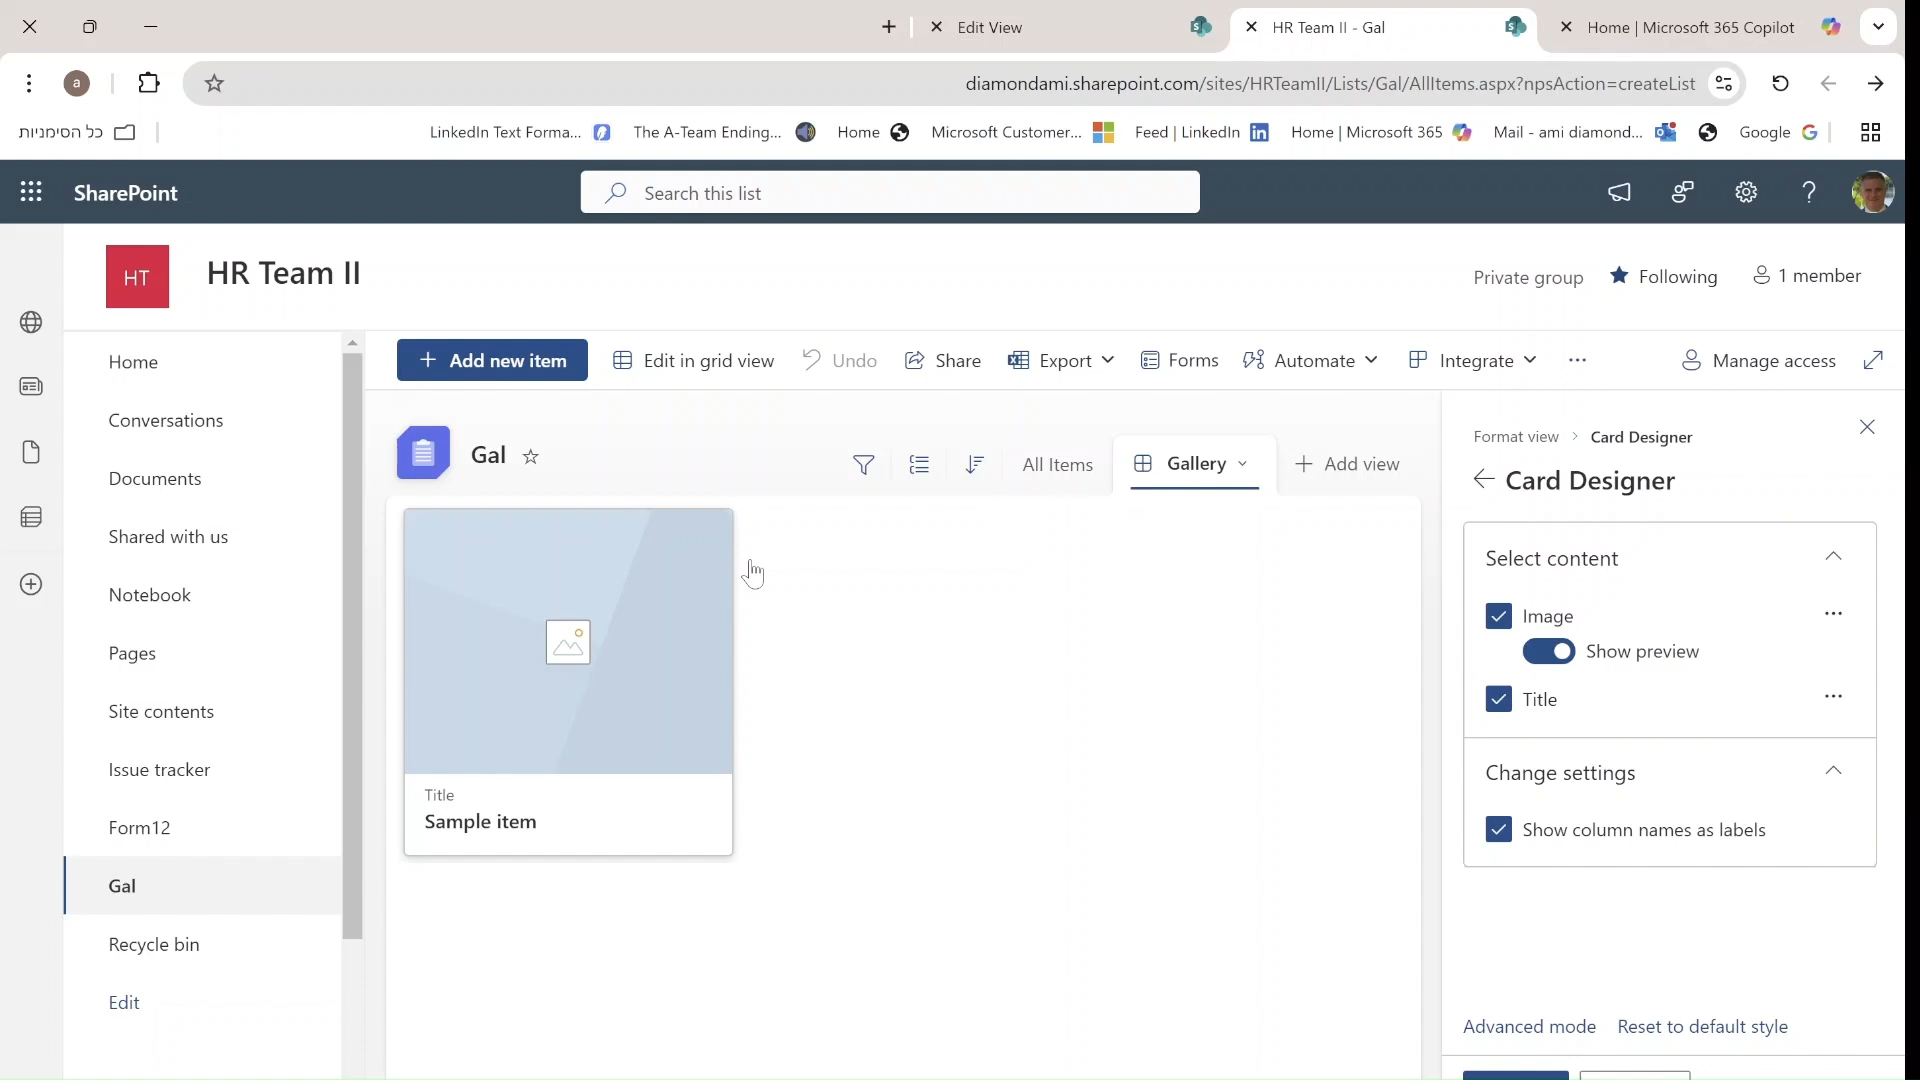 Edit View
HR Team II - Gal
Home | Microsoft 365 Copilot
a
diamondami.sharepoint.com/sites/HRTeamII/Lists/Gal/AllItems.aspx?npsAction=createList
כל הסימניות
LinkedIn Text Forma...
The A-Team Ending...
Home
Microsoft Customer...
Feed | LinkedIn
Home | Microsoft 365
Mail - ami diamond...
Google
SharePoint
Search this list
HT
HR Team II
Private group
Following
1 member
Home
Conversations
Documents
Shared with us
Notebook
Pages
Site contents
Issue tracker
Form12
Gal
Recycle bin
Edit
Add new item
Edit in grid view
Undo
Share
Export
Forms
Automate
Integrate
Manage access
Gal
All Items
Gallery
Add view
Title
Sample item
Format view > Card Designer
Card Designer
Select content
Image
Show preview
Title
Change settings
Show column names as labels
Advanced mode
Reset to default style